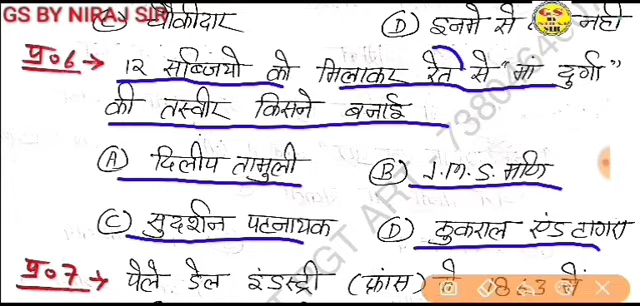 GS BY NIRAJ SIR
(C) चौकीदार (D) इनमे से नही
प्र०6→ 12 सब्जियो को मिलाकर रेत से "मा दुर्गा"
की तस्वीर किसने बनाई
(A) दिलीप तामुली (B) J.M.S. मणि
(C) सुदर्शन पटनायक (D) ठुकराल एंड टागरा
प्र०7→ पैले डेल इंडस्ट्री (फ्रांस) में